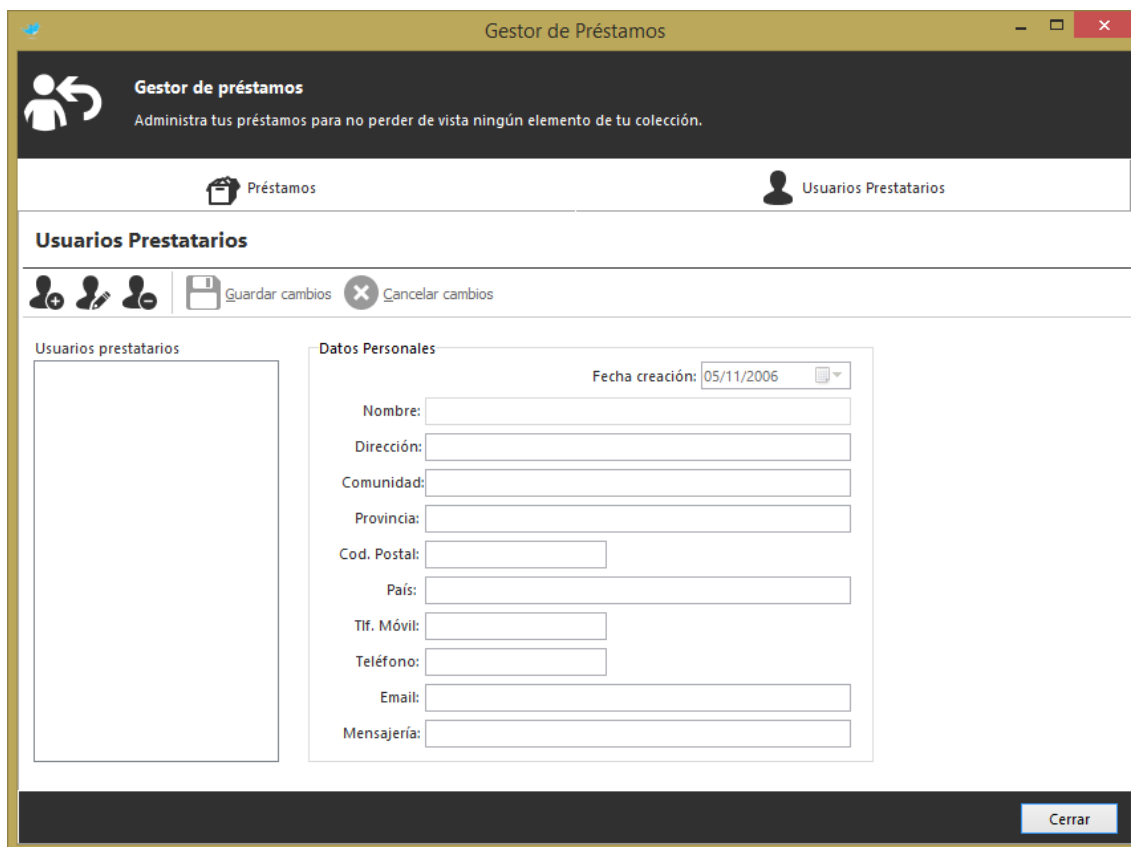 Gestor de Préstamos
Gestor de préstamos
Administra tus préstamos para no perder de vista ningún elemento de tu colección.
Préstamos
Usuarios Prestatarios
Usuarios Prestatarios
Guardar cambios
Cancelar cambios
Usuarios prestatarios
Datos Personales
Fecha creación: 05/11/2006
Nombre:
Dirección:
Comunidad:
Provincia:
Cod. Postal:
País:
Tlf. Móvil:
Teléfono:
Email:
Mensajería:
Cerrar